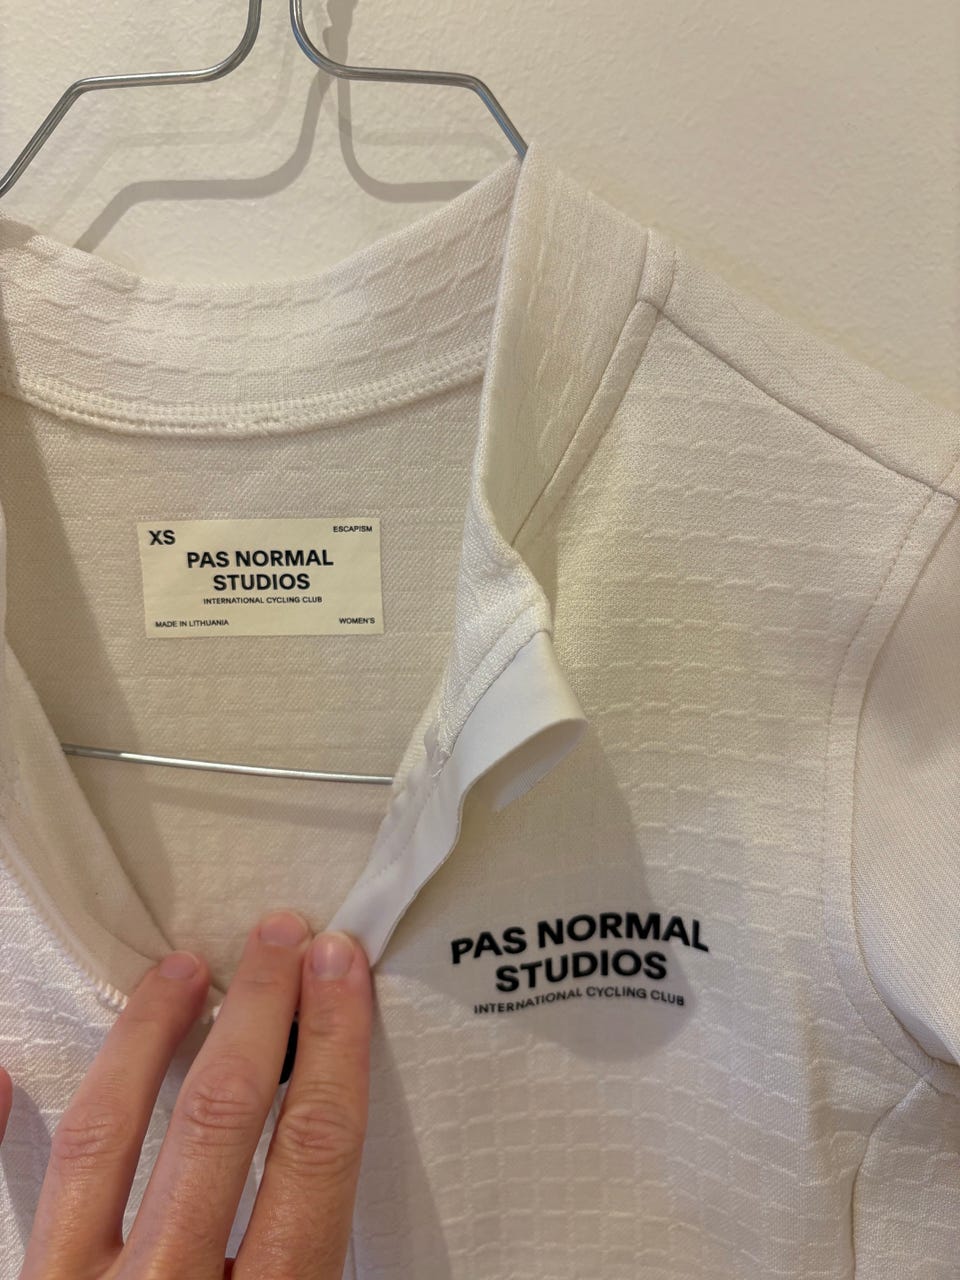 XS
ESCAPISM
PAS NORMAL
STUDIOS
INTERNATIONAL CYCLING CLUB
MADE IN LITHUANIA
WOMEN'S
PAS NORMAL
STUDIOS
INTERNATIONAL CYCLING CLUB